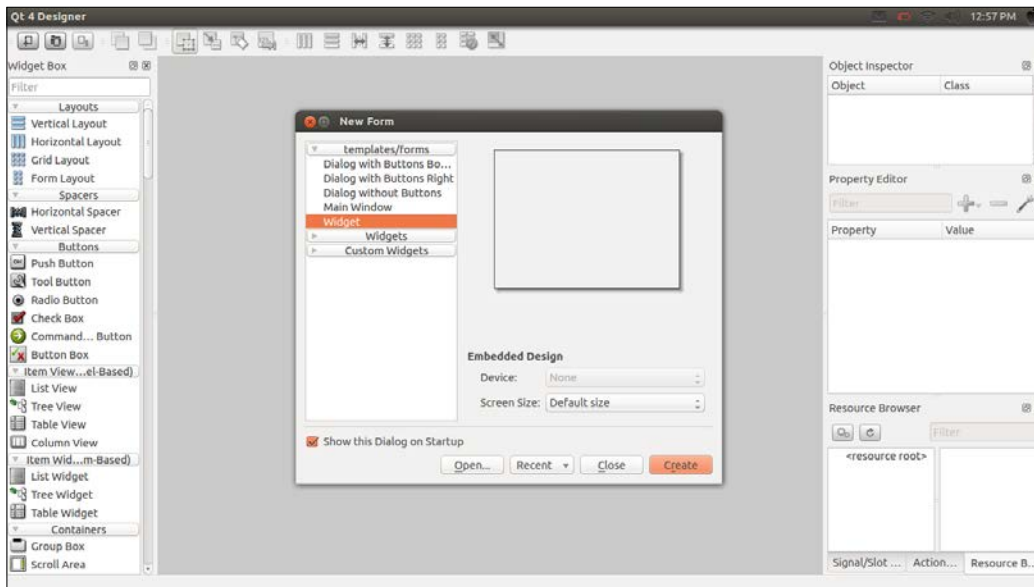 Qt 4 Designer
12:57 PM
Widget Box
Filter
Layouts
Vertical Layout
Horizontal Layout
Grid Layout
Form Layout
Spacers
Horizontal Spacer
Vertical Spacer
Buttons
Push Button
Tool Button
Radio Button
Check Box
Command... Button
Button Box
Item View...el-Based)
List View
Tree View
Table View
Column View
Item Wid...m-Based)
List Widget
Tree Widget
Table Widget
Containers
Group Box
Scroll Area
New Form
templates/forms
Dialog with Buttons Bo...
Dialog with Buttons Right
Dialog without Buttons
Main Window
Widget
Widgets
Custom Widgets
Embedded Design
Device: None
Screen Size: Default size
Show this Dialog on Startup
Open... Recent Close Create
Object Inspector
Object Class
Property Editor
Filter
Property Value
Resource Browser
Filter
<resource root>
Signal/Slot ... Action... Resource B...